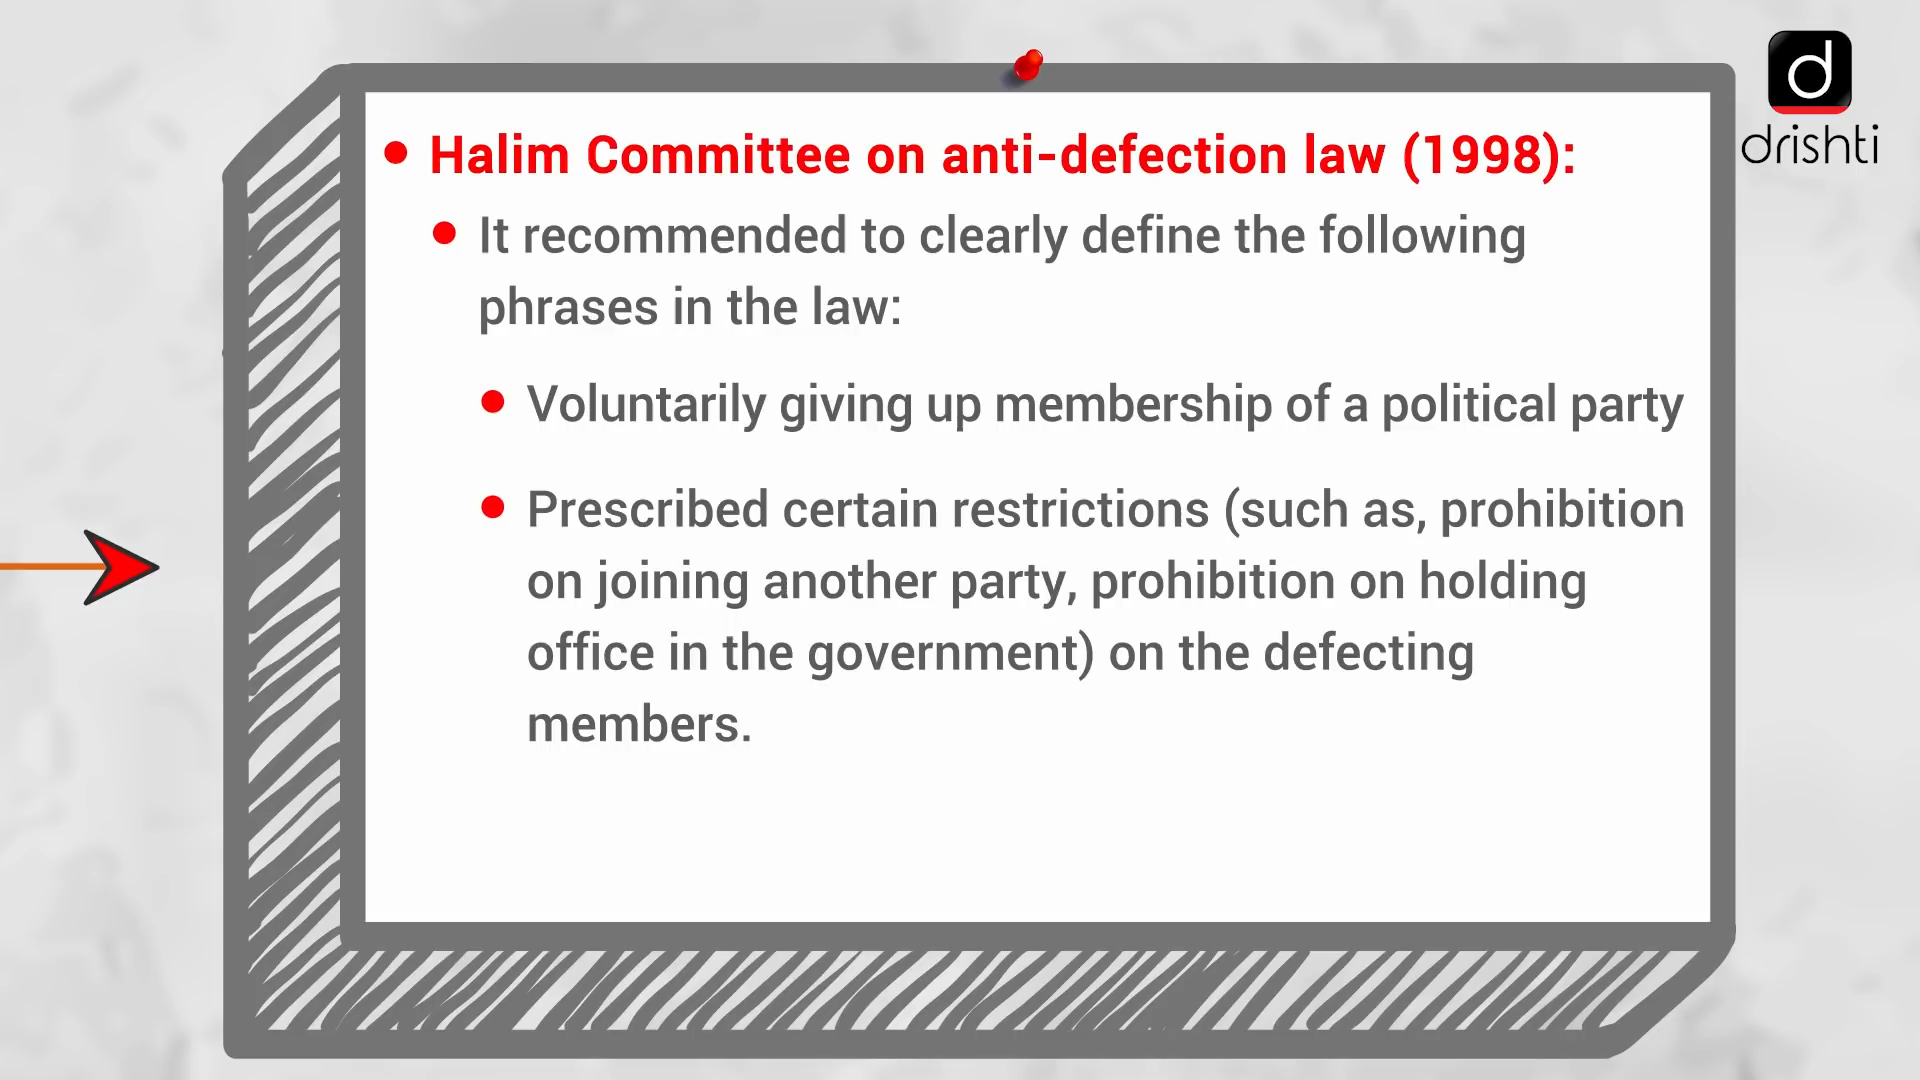 d
drishti
• Halim Committee on anti-defection law (1998):
• It recommended to clearly define the following
phrases in the law:
• Voluntarily giving up membership of a political party
• Prescribed certain restrictions (such as, prohibition
on joining another party, prohibition on holding
office in the government) on the defecting
members.